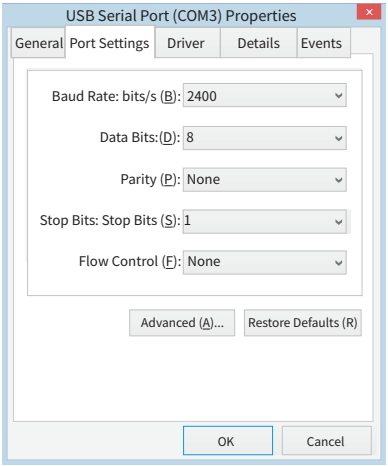 USB Serial Port (COM3) Properties
×
General Port Settings Driver Details Events
Baud Rate: bits/s (B): 2400
Data Bits:(D): 8
Parity (P): None
Stop Bits: Stop Bits (S): 1
Flow Control (F): None
Advanced (A)... Restore Defaults (R)
OK Cancel